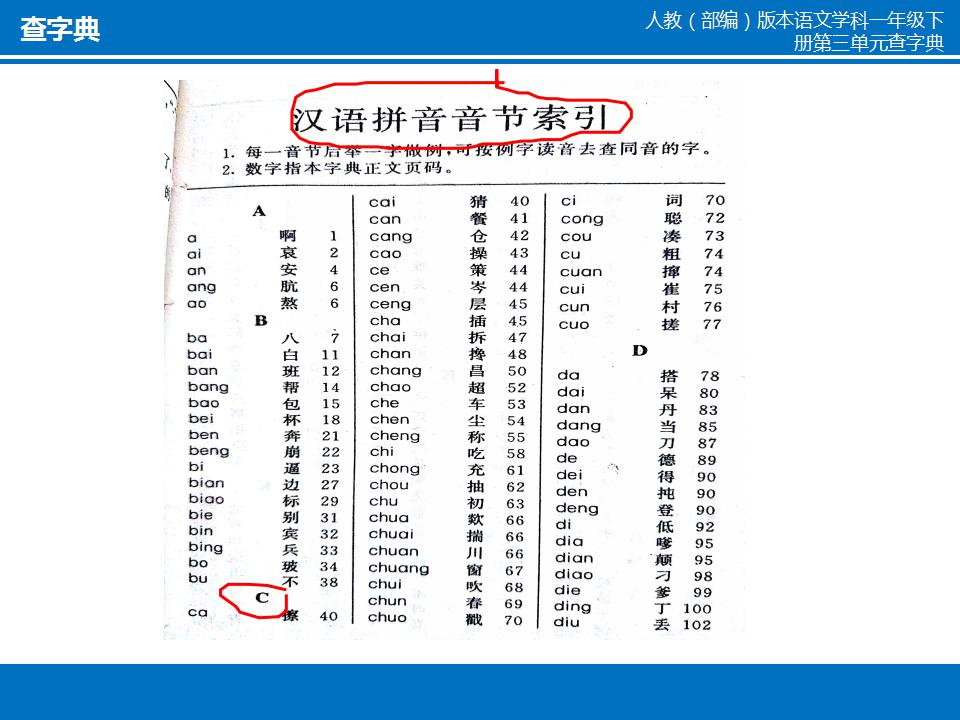 查字典
人教（部编）版本语文学科一年级下
册第三单元查字典
汉语拼音音节索引
1. 每一音节后举一字做例，可按例字读音去查同音的字。
2. 数字指本字典正文页码。
A
a 啊 1
ai 哀 2
an 安 4
ang 肮 6
ao 熬 6
B
ba 八 7
bai 白 11
ban 班 12
bang 帮 14
bao 包 15
bei 杯 18
ben 奔 21
beng 崩 22
bi 逼 23
bian 边 27
biao 标 29
bie 别 31
bin 宾 32
bing 兵 33
bo 玻 34
bu 不 38
C
ca 擦 40
cai 猜 40
can 餐 41
cang 仓 42
cao 操 43
ce 策 44
cen 岑 44
ceng 层 45
cha 插 45
chai 拆 47
chan 搀 48
chang 昌 50
chao 超 52
che 车 53
chen 尘 54
cheng 称 55
chi 吃 58
chong 充 61
chou 抽 62
chu 初 63
chua 欻 66
chuai 揣 66
chuan 川 66
chuang 窗 67
chui 吹 68
chun 春 69
chuo 戳 70
ci 词 70
cong 聪 72
cou 凑 73
cu 粗 74
cuan 撺 74
cui 崔 75
cun 村 76
cuo 搓 77
D
da 搭 78
dai 呆 80
dan 丹 83
dang 当 85
dao 刀 87
de 德 89
dei 得 90
den 扽 90
deng 登 90
di 低 92
dia 嗲 95
dian 颠 95
diao 刁 98
die 爹 99
ding 丁 100
diu 丢 102